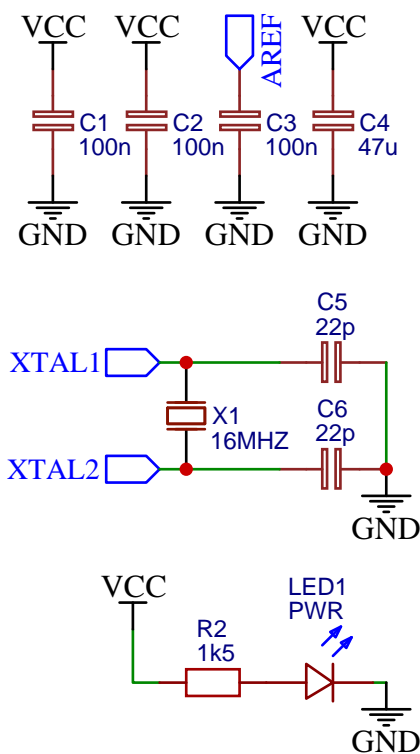 VCC
VCC
AREF
VCC
C1
100n
C2
100n
C3
100n
C4
47u
GND
GND
GND
GND
C5
22p
XTAL1
X1
16MHZ
C6
22p
XTAL2
GND
VCC
LED1
PWR
R2
1k5
GND